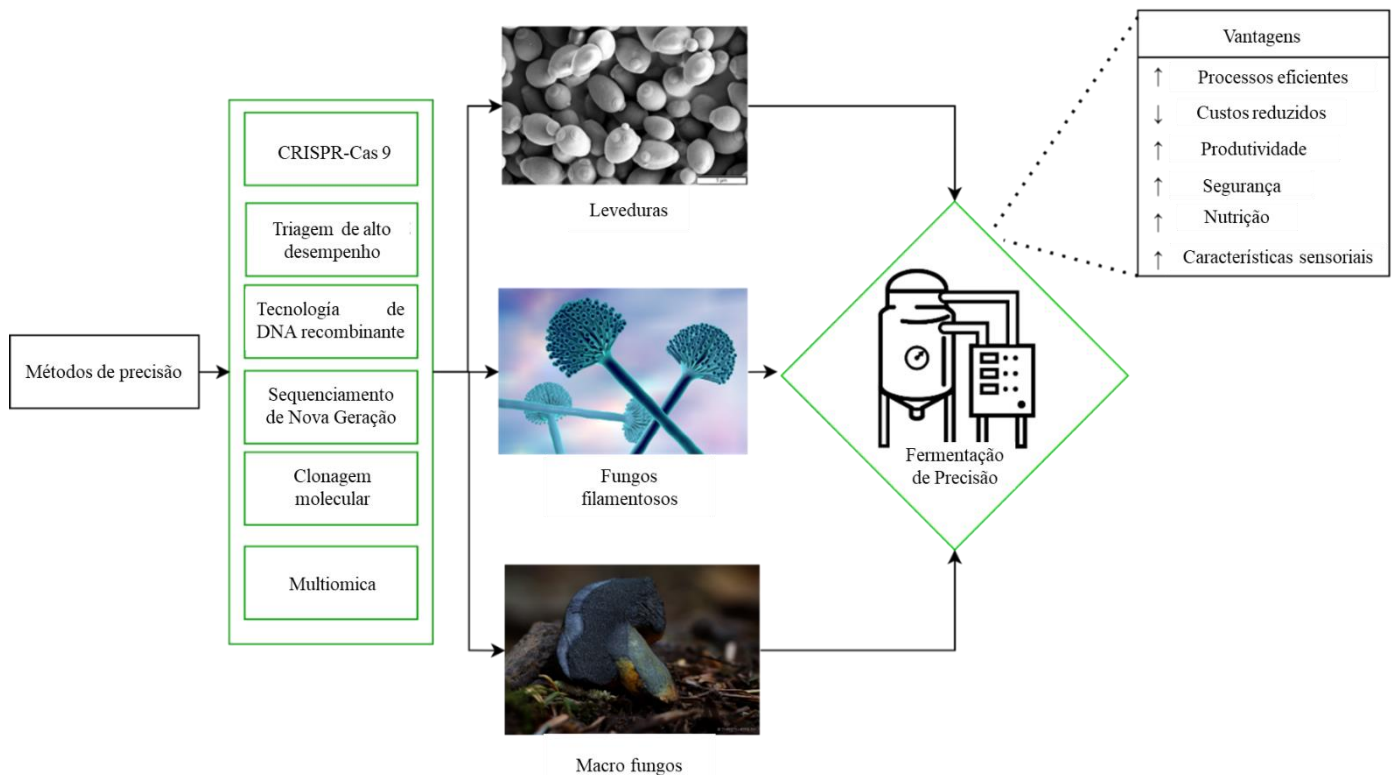 Métodos de precisão
CRISPR-Cas 9
Triagem de alto
desempenho
Tecnología de
DNA recombinante
Sequenciamento
de Nova Geração
Clonagem
molecular
Multiomica
Leveduras
Fungos
filamentosos
Macro fungos
Fermentação
de Precisão
Vantagens
↑ Processos eficientes
↓ Custos reduzidos
↑ Produtividade
↑ Segurança
↑ Nutrição
↑ Características sensoriais